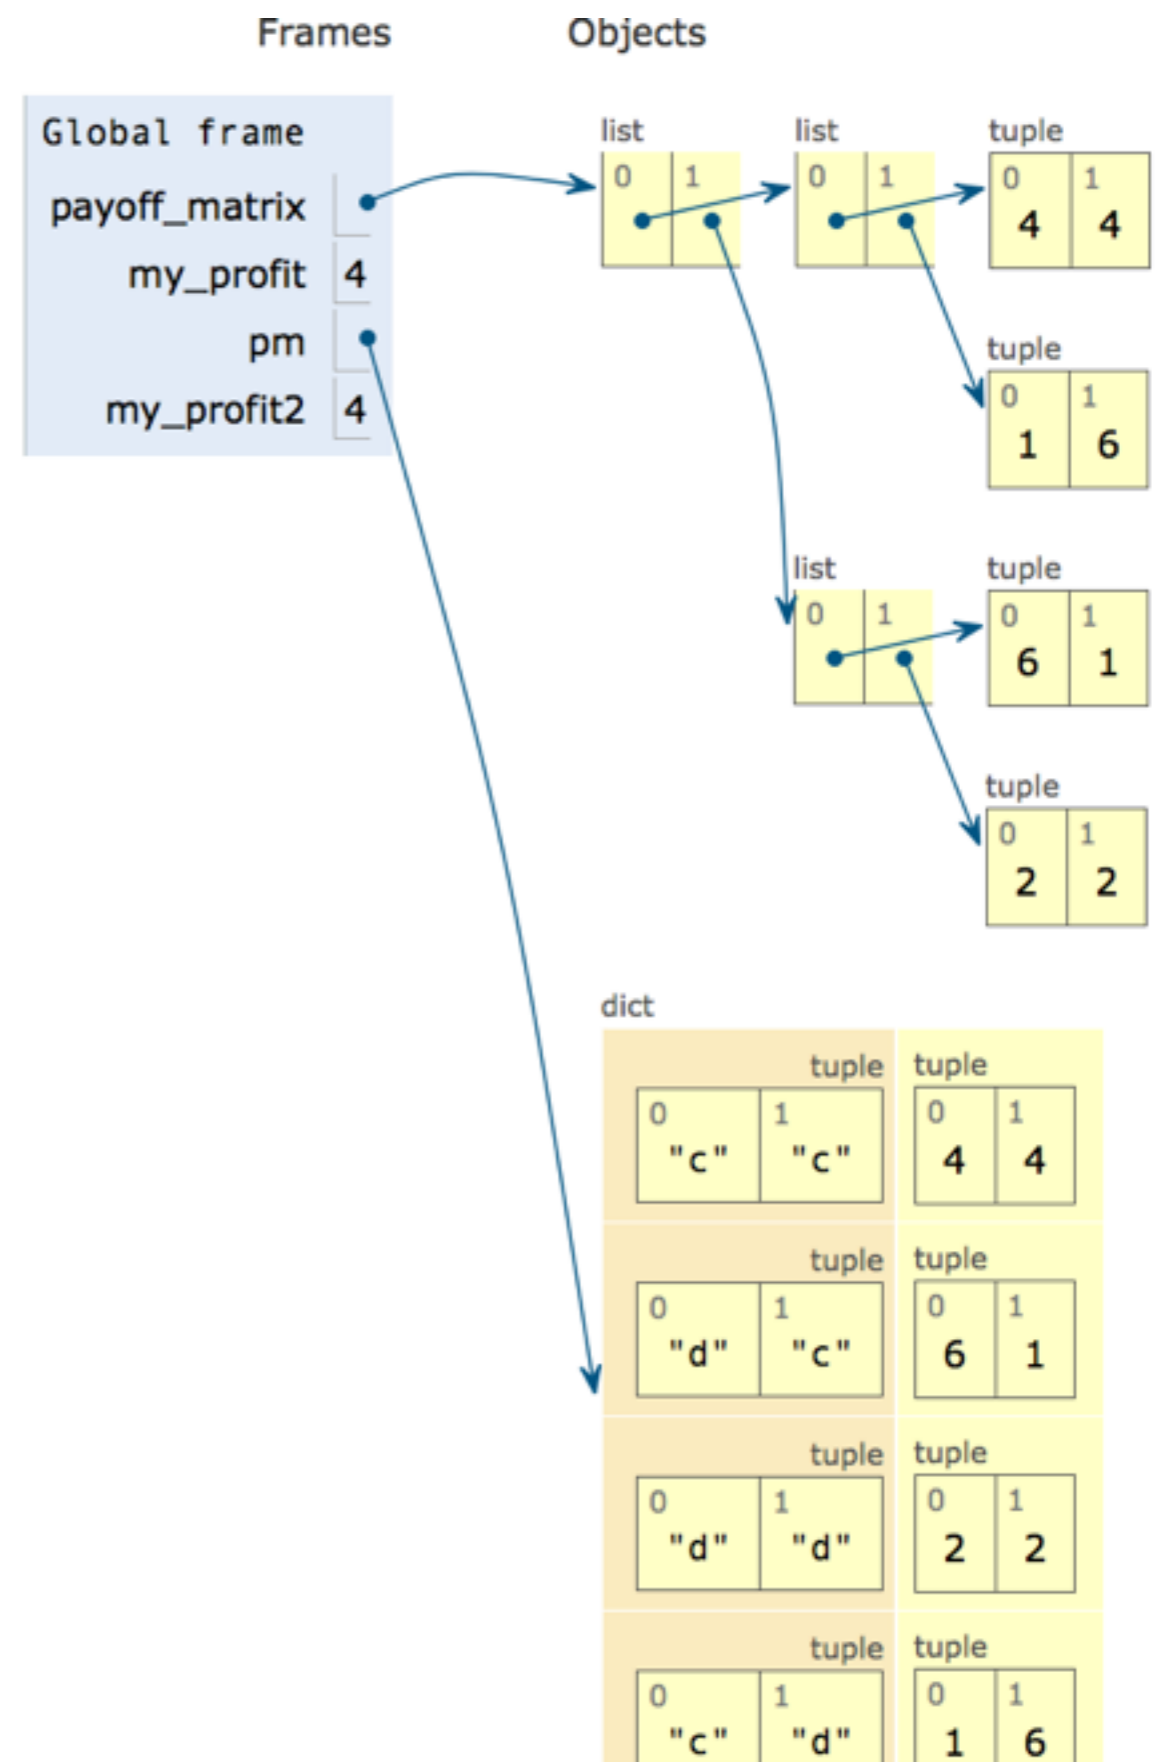 Frames Objects
Global frame
list list tuple
0 1 0 1 0 1
payoff_matrix
4 4
my_profit 4
pm
tuple
my_profit2 4
0 1
1 6
list tuple
0 1 0 1
6 1
tuple
0 1
2 2
dict
tuple tuple
0 1 0 1
"c" "c" 4 4
tuple tuple
0 1 0 1
"d" "c" 6 1
tuple tuple
0 1 0 1
"d" "d" 2 2
tuple tuple
0 1 0 1
"c" "d" 1 6